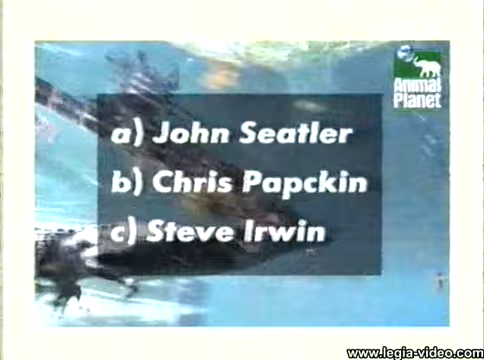 Animal
Planet
a) John Seatler
b) Chris Papckin
c) Steve Irwin
www.legia-video.com